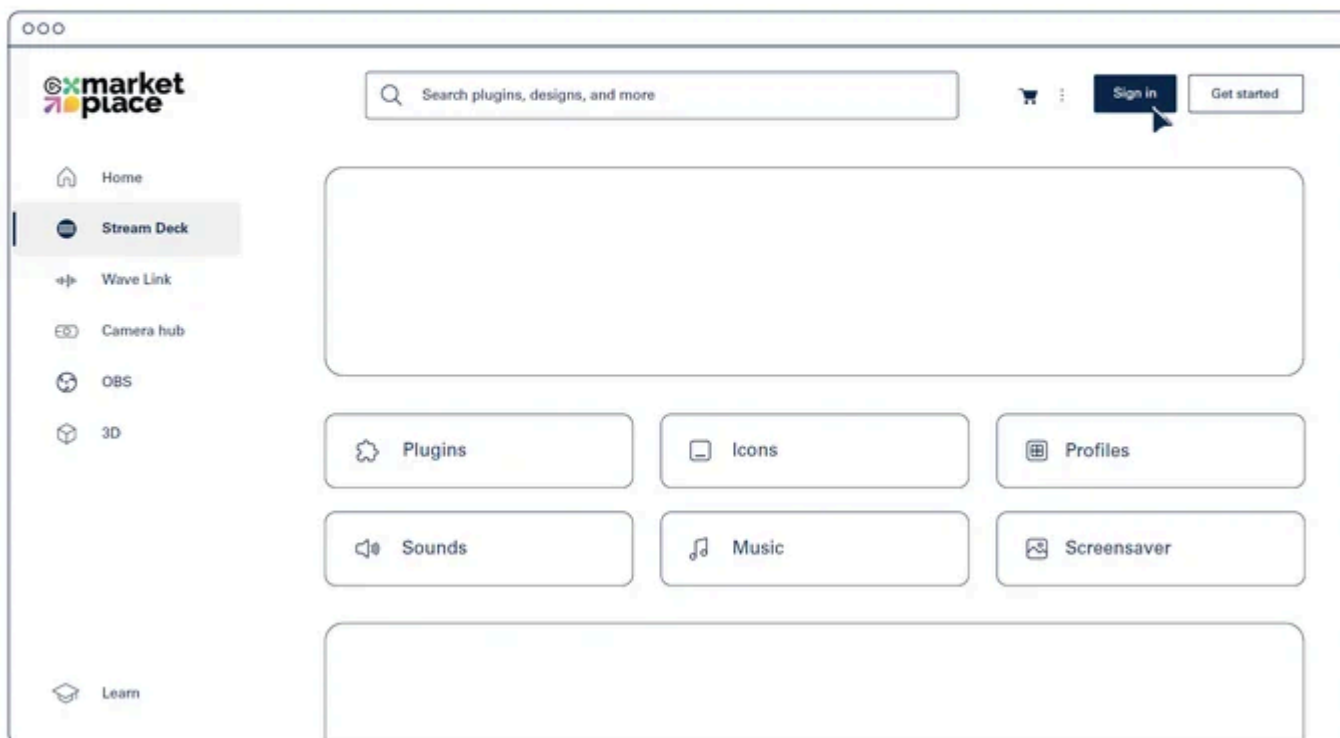 market
place
Search plugins, designs, and more
Sign in
Get started
Home
Stream Deck
Wave Link
Camera hub
OBS
3D
Plugins
Icons
Profiles
Sounds
Music
Screensaver
Learn